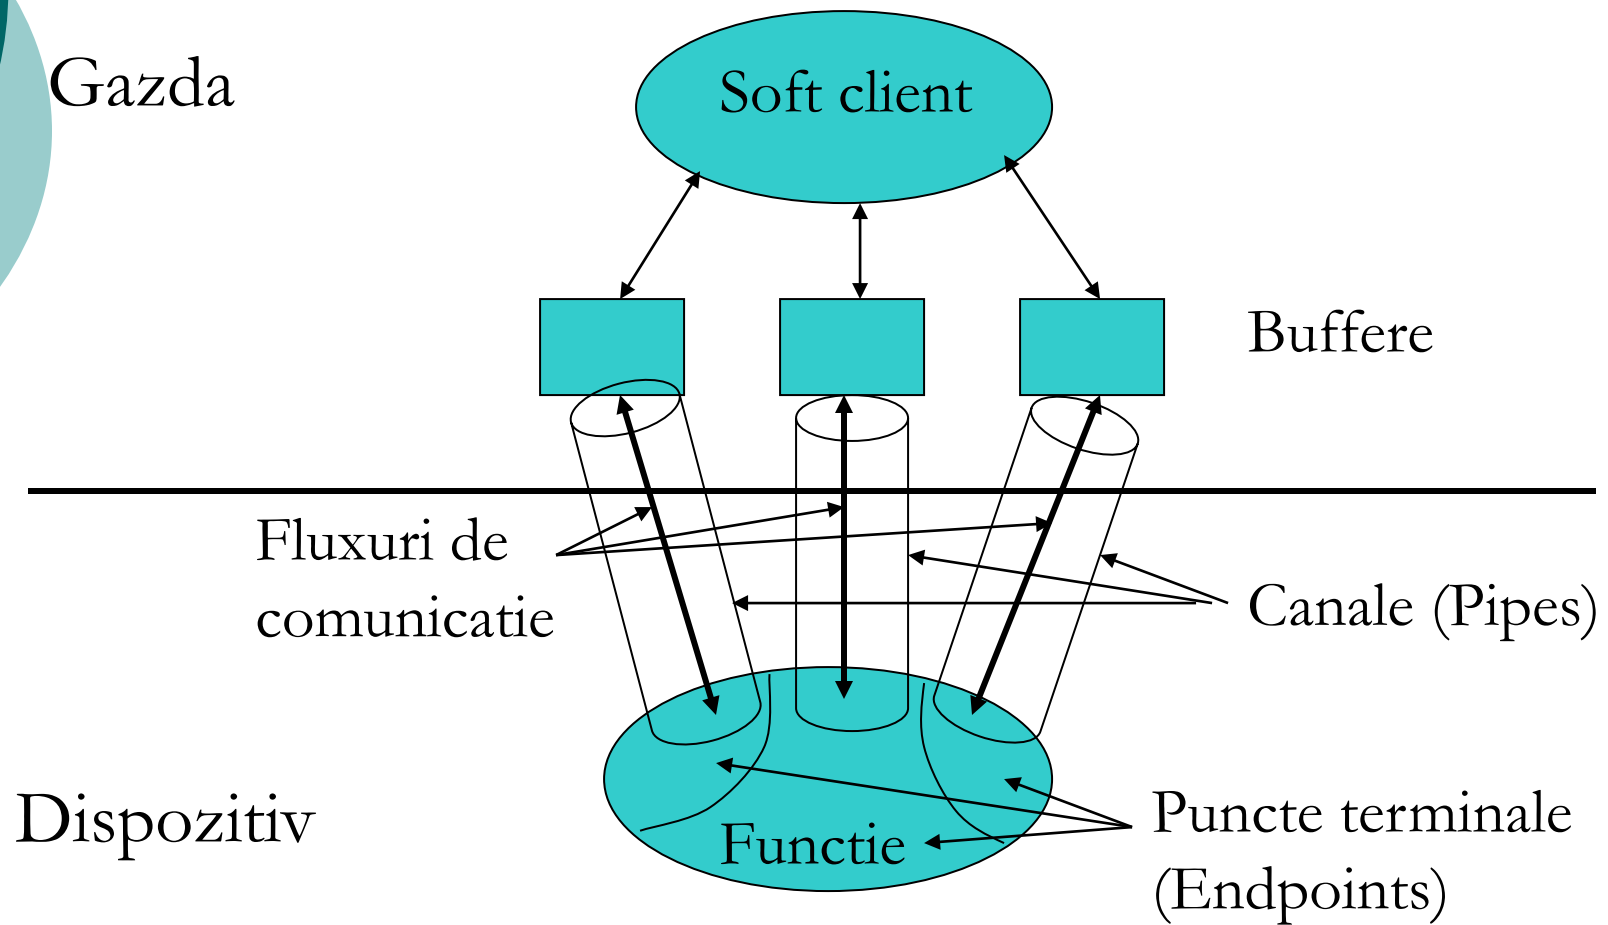 Gazda
Soft client
Buffere
Fluxuri de
comunicatie
Canale (Pipes)
Dispozitiv
Functie
Puncte terminale
(Endpoints)